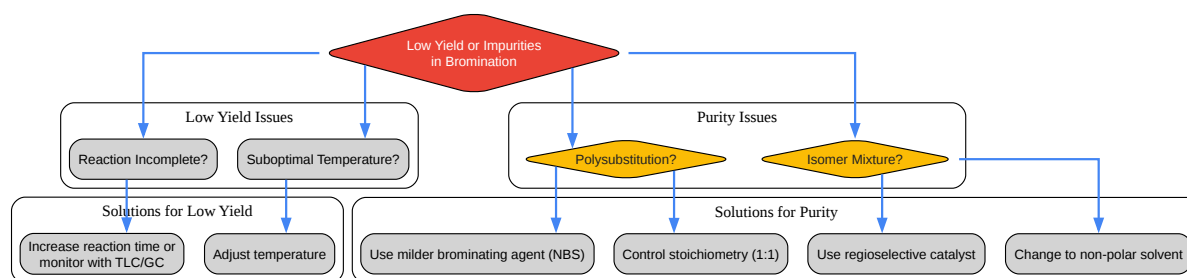 Low Yield or Impurities
in Bromination
Low Yield Issues
Purity Issues
Reaction Incomplete?
Suboptimal Temperature?
Polysubstitution?
Isomer Mixture?
Solutions for Low Yield
Solutions for Purity
Increase reaction time or
monitor with TLC/GC
Adjust temperature
Use milder brominating agent (NBS)
Control stoichiometry (1:1)
Use regioselective catalyst
Change to non-polar solvent